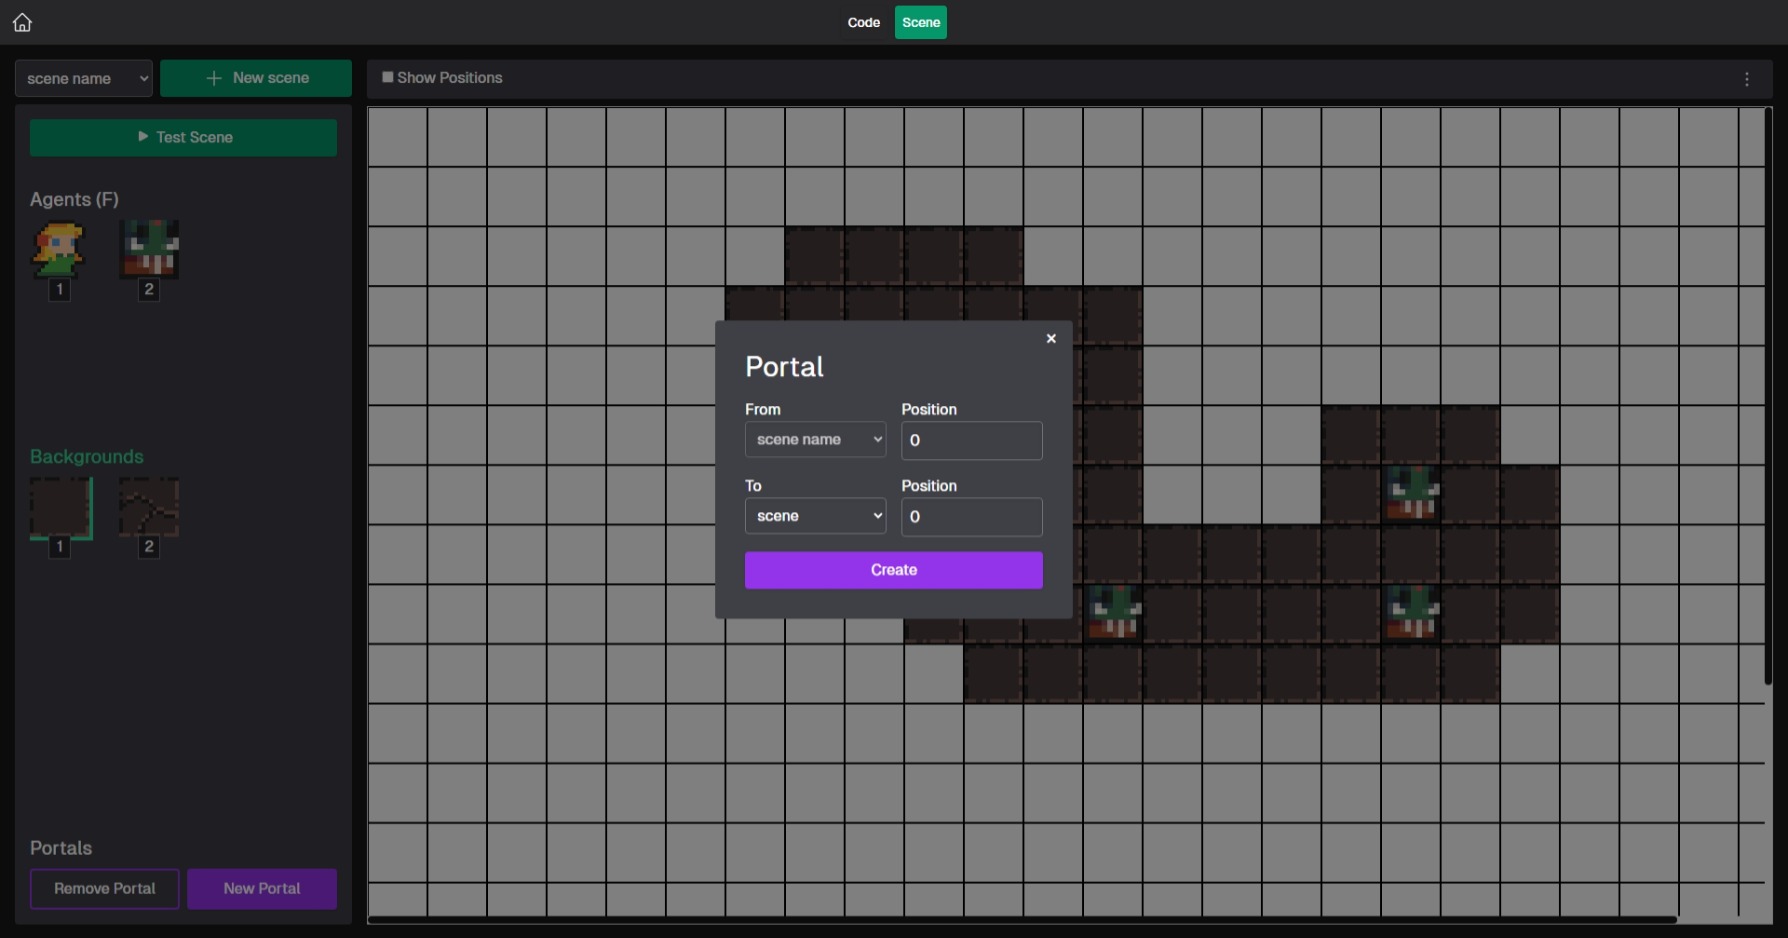 Code
Scene
scene name
New scene
Show Positions
Test Scene
Agents (F)
1
2
Backgrounds
1
2
Portals
Remove Portal
New Portal
Portal
From
Position
scene name
0
To
Position
scene
0
Create